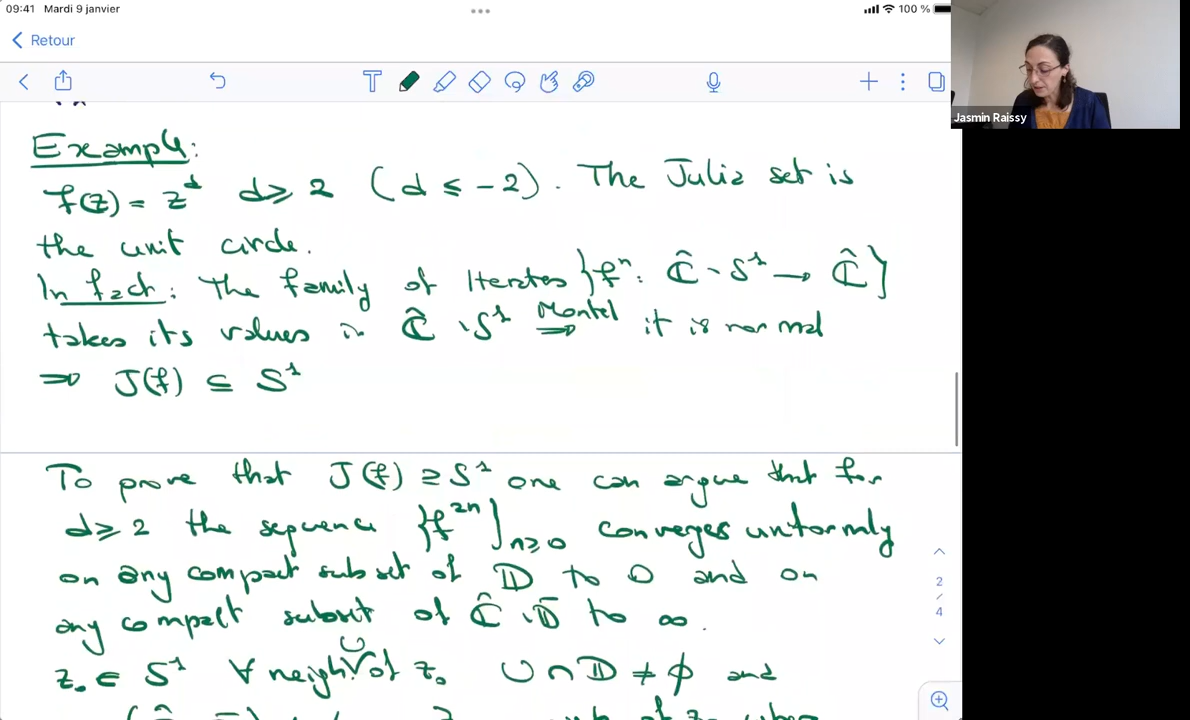 09:41 Mardi 9 janvier
100 %
Retour
Jasmin Raissy
Example:
f(z) = z^d d ≥ 2 (d ≤ -2). The Julia set is
the unit circle.
In fact: The family of Iterates {f^n: Ĉ \ S^1 → Ĉ}
takes its values in Ĉ \ S^1 Montel ⇒ it is normal
⇒ J(f) ⊆ S^1
To prove that J(f) ⊇ S^1 one can argue that for
d ≥ 2 the sequence {f^{2n}}_{n≥0} converges uniformly
on any compact subset of 𝔻 to 0 and on
any compact subset of Ĉ \ 𝔻̄ to ∞.
z_0 ∈ S^1 ∀ neigh. U of z_0 U ∩ 𝔻 ≠ ϕ and
2 / 4